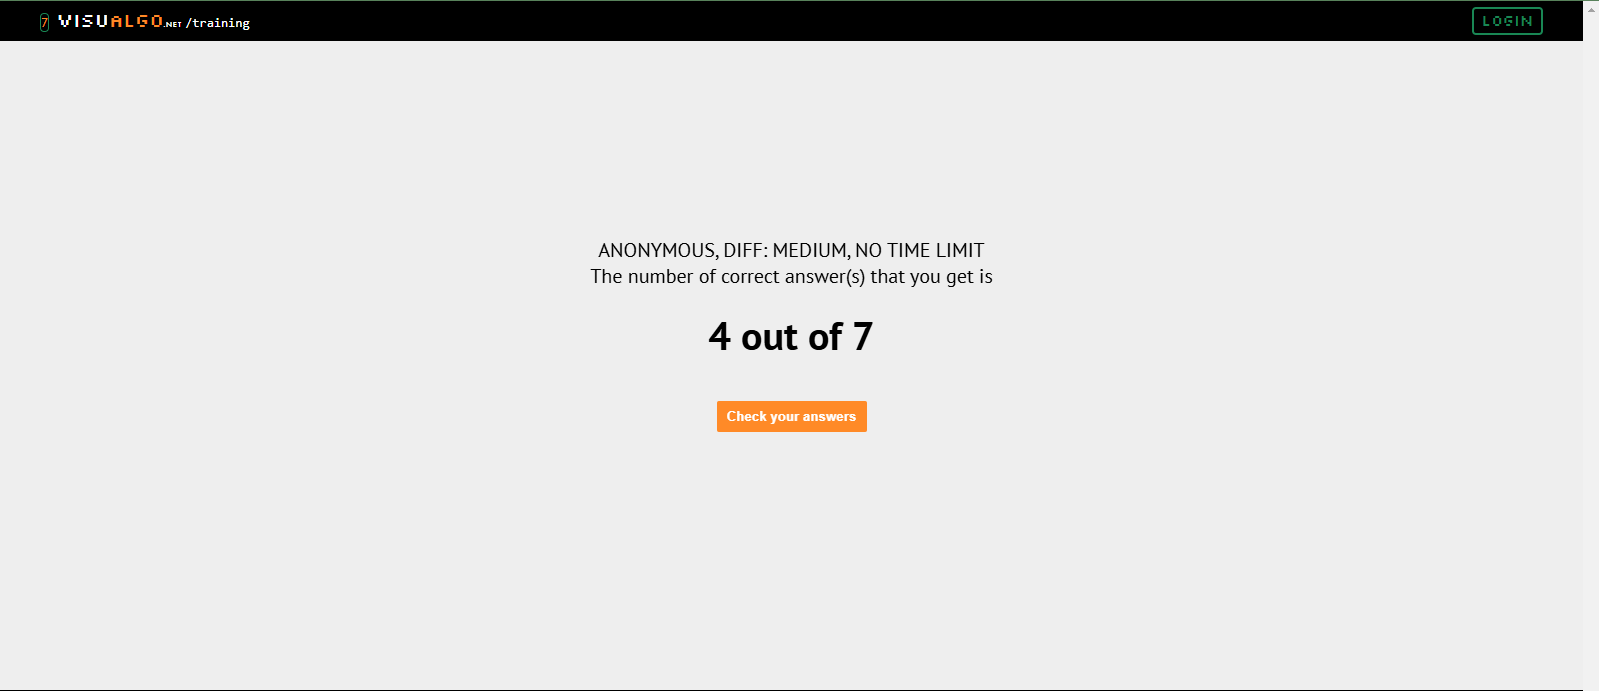 7 VISUALGO.NET /training
LOGIN
ANONYMOUS, DIFF: MEDIUM, NO TIME LIMIT
The number of correct answer(s) that you get is
4 out of 7
Check your answers